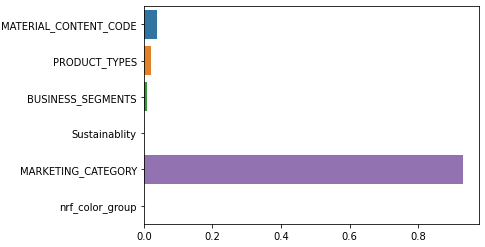 MATERIAL_CONTENT_CODE
PRODUCT_TYPES
BUSINESS_SEGMENTS
Sustainablity
MARKETING_CATEGORY
nrf_color_group
0.0 0.2 0.4 0.6 0.8